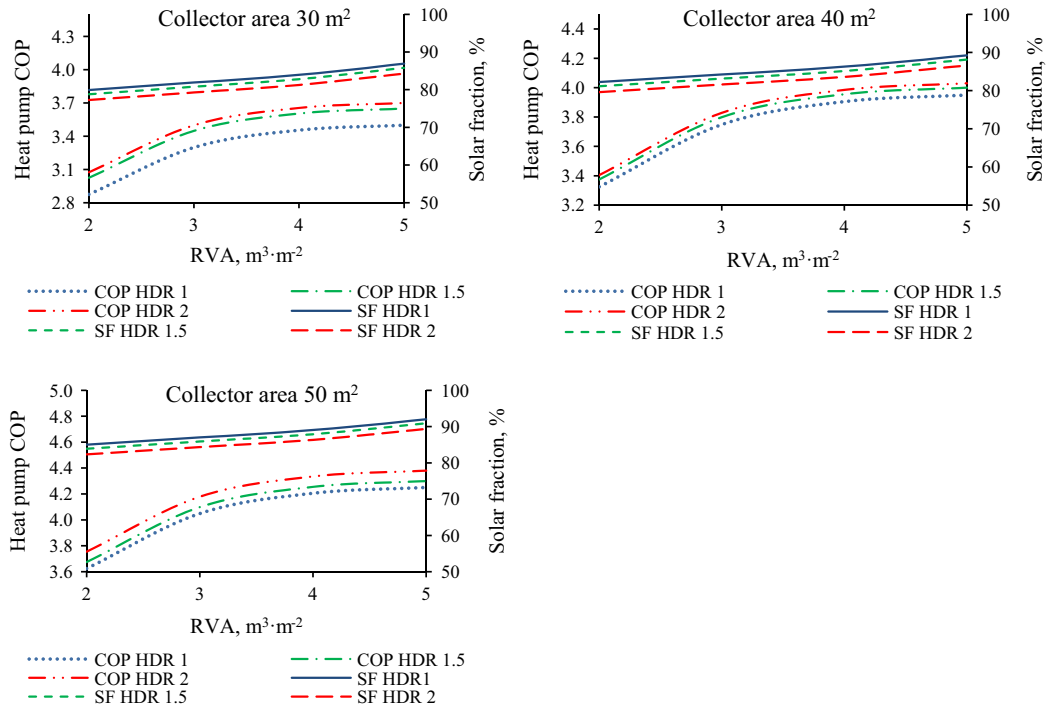 Collector area 30 m²
Heat pump COP
4.3
4.0
3.7
3.4
3.1
2.8
100
90
80
70
60
50
Solar fraction, %
2 3 4 5
RVA, m³·m⁻²
COP HDR 1
COP HDR 1.5
COP HDR 2
SF HDR1
SF HDR 1.5
SF HDR 2
Collector area 40 m²
Heat pump COP
4.4
4.2
4.0
3.8
3.6
3.4
3.2
100
90
80
70
60
50
Solar fraction, %
2 3 4 5
RVA, m³·m⁻²
COP HDR 1
COP HDR 1.5
COP HDR 2
SF HDR 1
SF HDR 1.5
SF HDR 2
Collector area 50 m²
Heat pump COP
5.0
4.8
4.6
4.4
4.2
4.0
3.8
3.6
100
90
80
70
60
50
Solar fraction, %
2 3 4 5
RVA, m³·m⁻²
COP HDR 1
COP HDR 1.5
COP HDR 2
SF HDR1
SF HDR 1.5
SF HDR 2